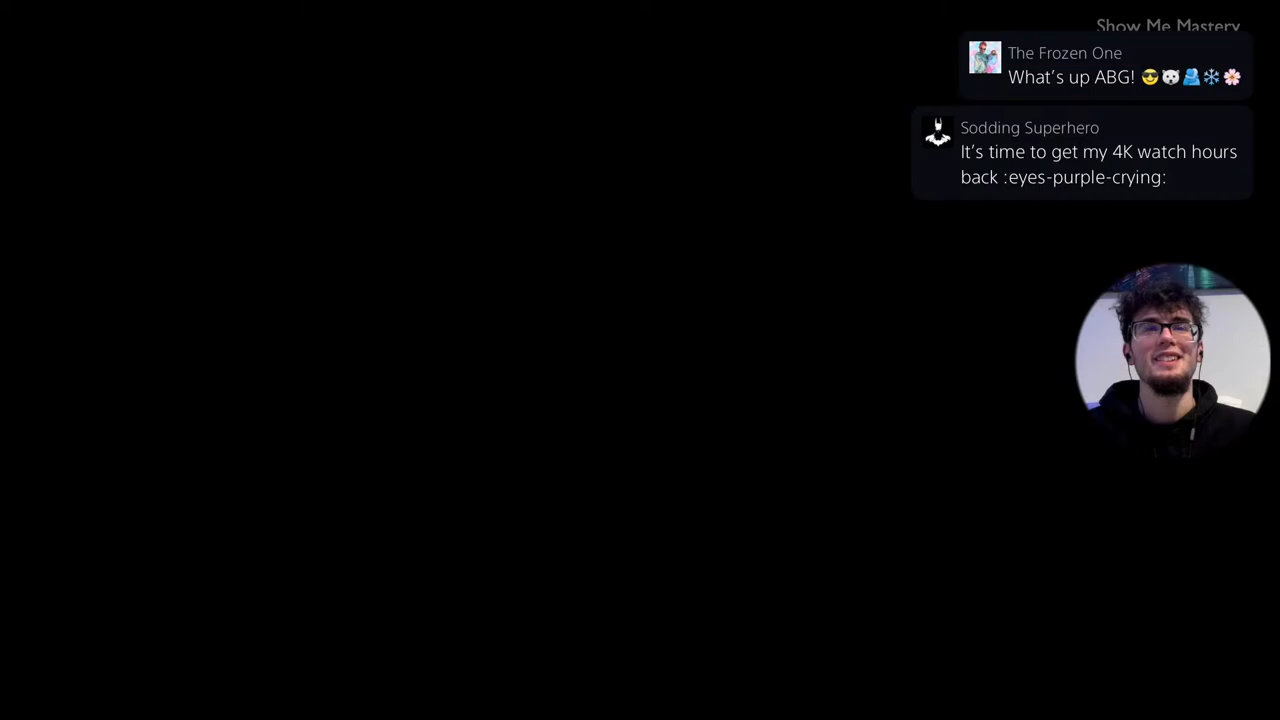 Show Me Mastery
The Frozen One
What's up ABG! 😎🐻‍❄️🫂❄️🌸
Sodding Superhero
It's time to get my 4K watch hours
back :eyes-purple-crying: